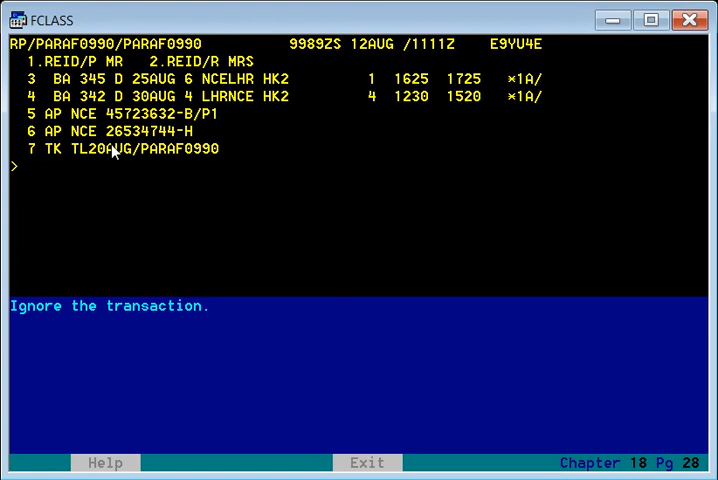 FCLASS
RP/PARAF0990/PARAF0990 9989ZS 12AUG /1111Z E9YU4E
1.REID/P MR 2.REID/R MRS
3 BA 345 D 25AUG 6 NCELHR HK2 1 1625 1725 *1A/
4 BA 342 D 30AUG 4 LHRNCE HK2 4 1230 1520 *1A/
5 AP NCE 45723632-B/P1
6 AP NCE 26534744-H
7 TK TL20AUG/PARAF0990
>
Ignore the transaction.
Help Exit Chapter 18 Pg 28